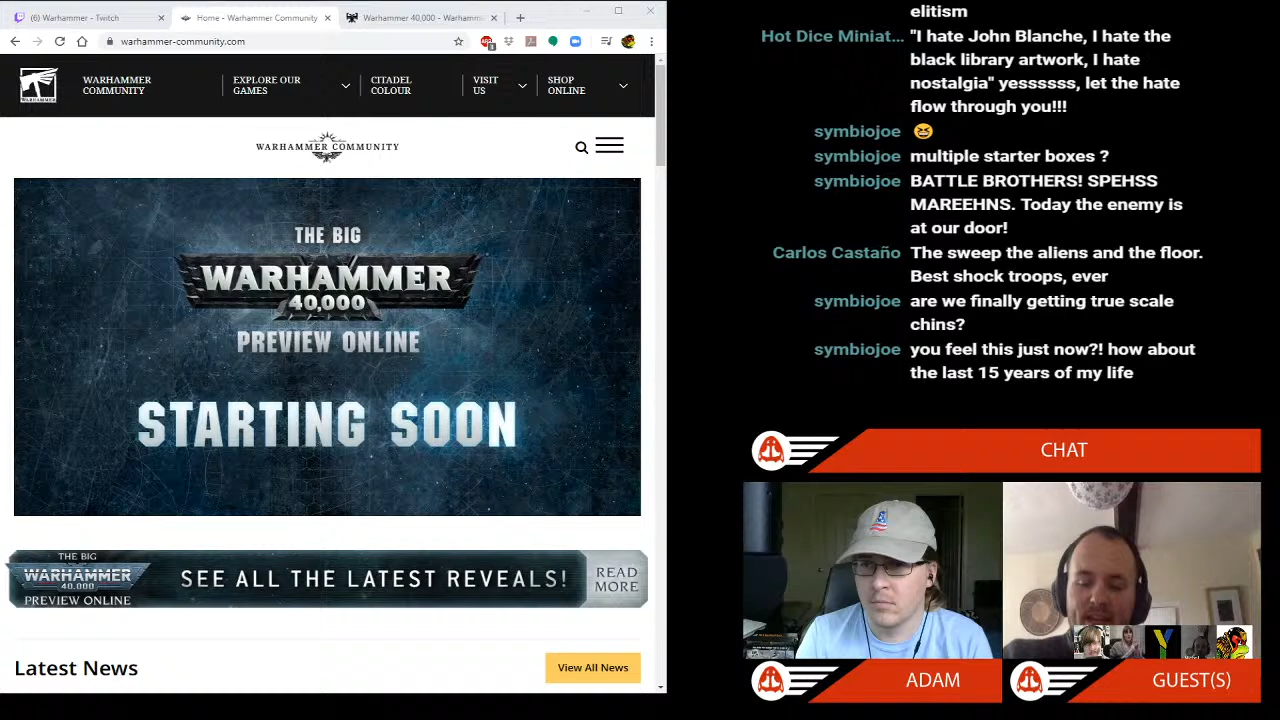 (6) Warhammer - Twitch
Home - Warhammer Community
Warhammer 40,000 - Warhamm
warhammer-community.com
WARHAMMER
WARHAMMER COMMUNITY
EXPLORE OUR GAMES
CITADEL COLOUR
VISIT US
SHOP ONLINE
WARHAMMER COMMUNITY
THE BIG
WARHAMMER
40,000
PREVIEW ONLINE
STARTING SOON
THE BIG
WARHAMMER
40,000
PREVIEW ONLINE
SEE ALL THE LATEST REVEALS!
READ MORE
Latest News
View All News
elitism
Hot Dice Miniat... "I hate John Blanche, I hate the
black library artwork, I hate
nostalgia" yessssss, let the hate
flow through you!!!
symbiojoe 😆
symbiojoe multiple starter boxes ?
symbiojoe BATTLE BROTHERS! SPEHSS
MAREEHNS. Today the enemy is
at our door!
Carlos Castaño The sweep the aliens and the floor.
Best shock troops, ever
symbiojoe are we finally getting true scale
chins?
symbiojoe you feel this just now?! how about
the last 15 years of my life
CHAT
ADAM
GUEST(S)